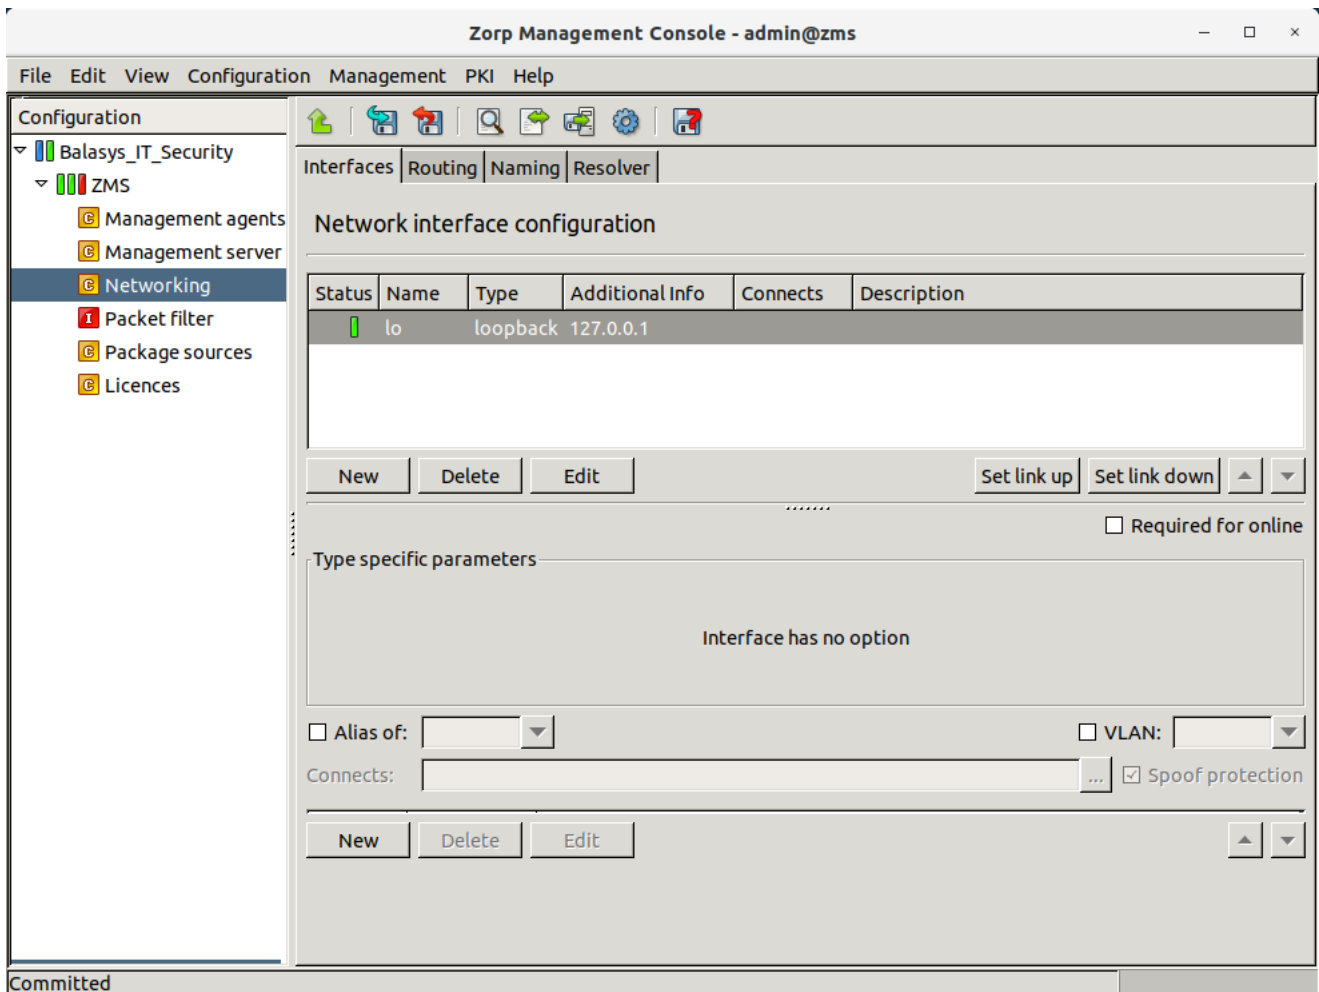 Zorp Management Console - admin@zms
File Edit View Configuration Management PKI Help
Configuration
Balasys_IT_Security
ZMS
Management agents
Management server
Networking
Packet filter
Package sources
Licences
Interfaces Routing Naming Resolver
Network interface configuration
Status Name Type Additional Info Connects Description
lo loopback 127.0.0.1
New Delete Edit Set link up Set link down
Required for online
Type specific parameters
Interface has no option
Alias of: VLAN:
Connects: ... Spoof protection
New Delete Edit
Committed